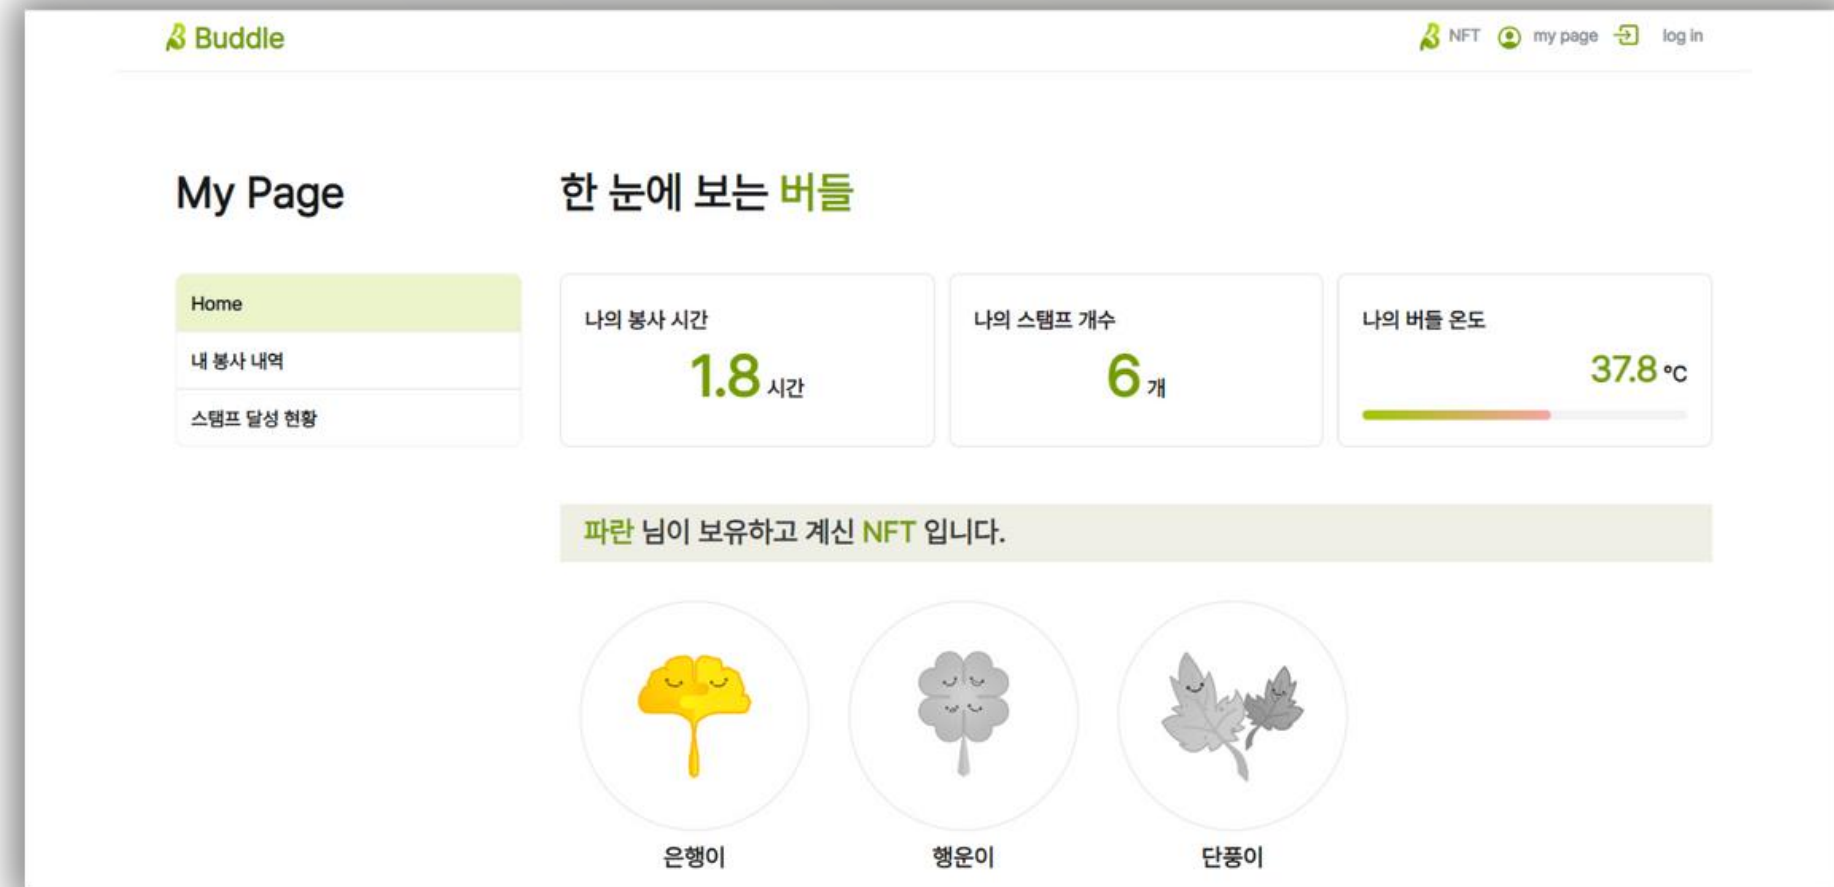 Buddle
NFT my page log in
My Page
한 눈에 보는 버들
Home
내 봉사 내역
스탬프 달성 현황
나의 봉사 시간
1.8 시간
나의 스탬프 개수
6 개
나의 버들 온도
37.8 °C
파란 님이 보유하고 계신 NFT 입니다.
은행이
행운이
단풍이